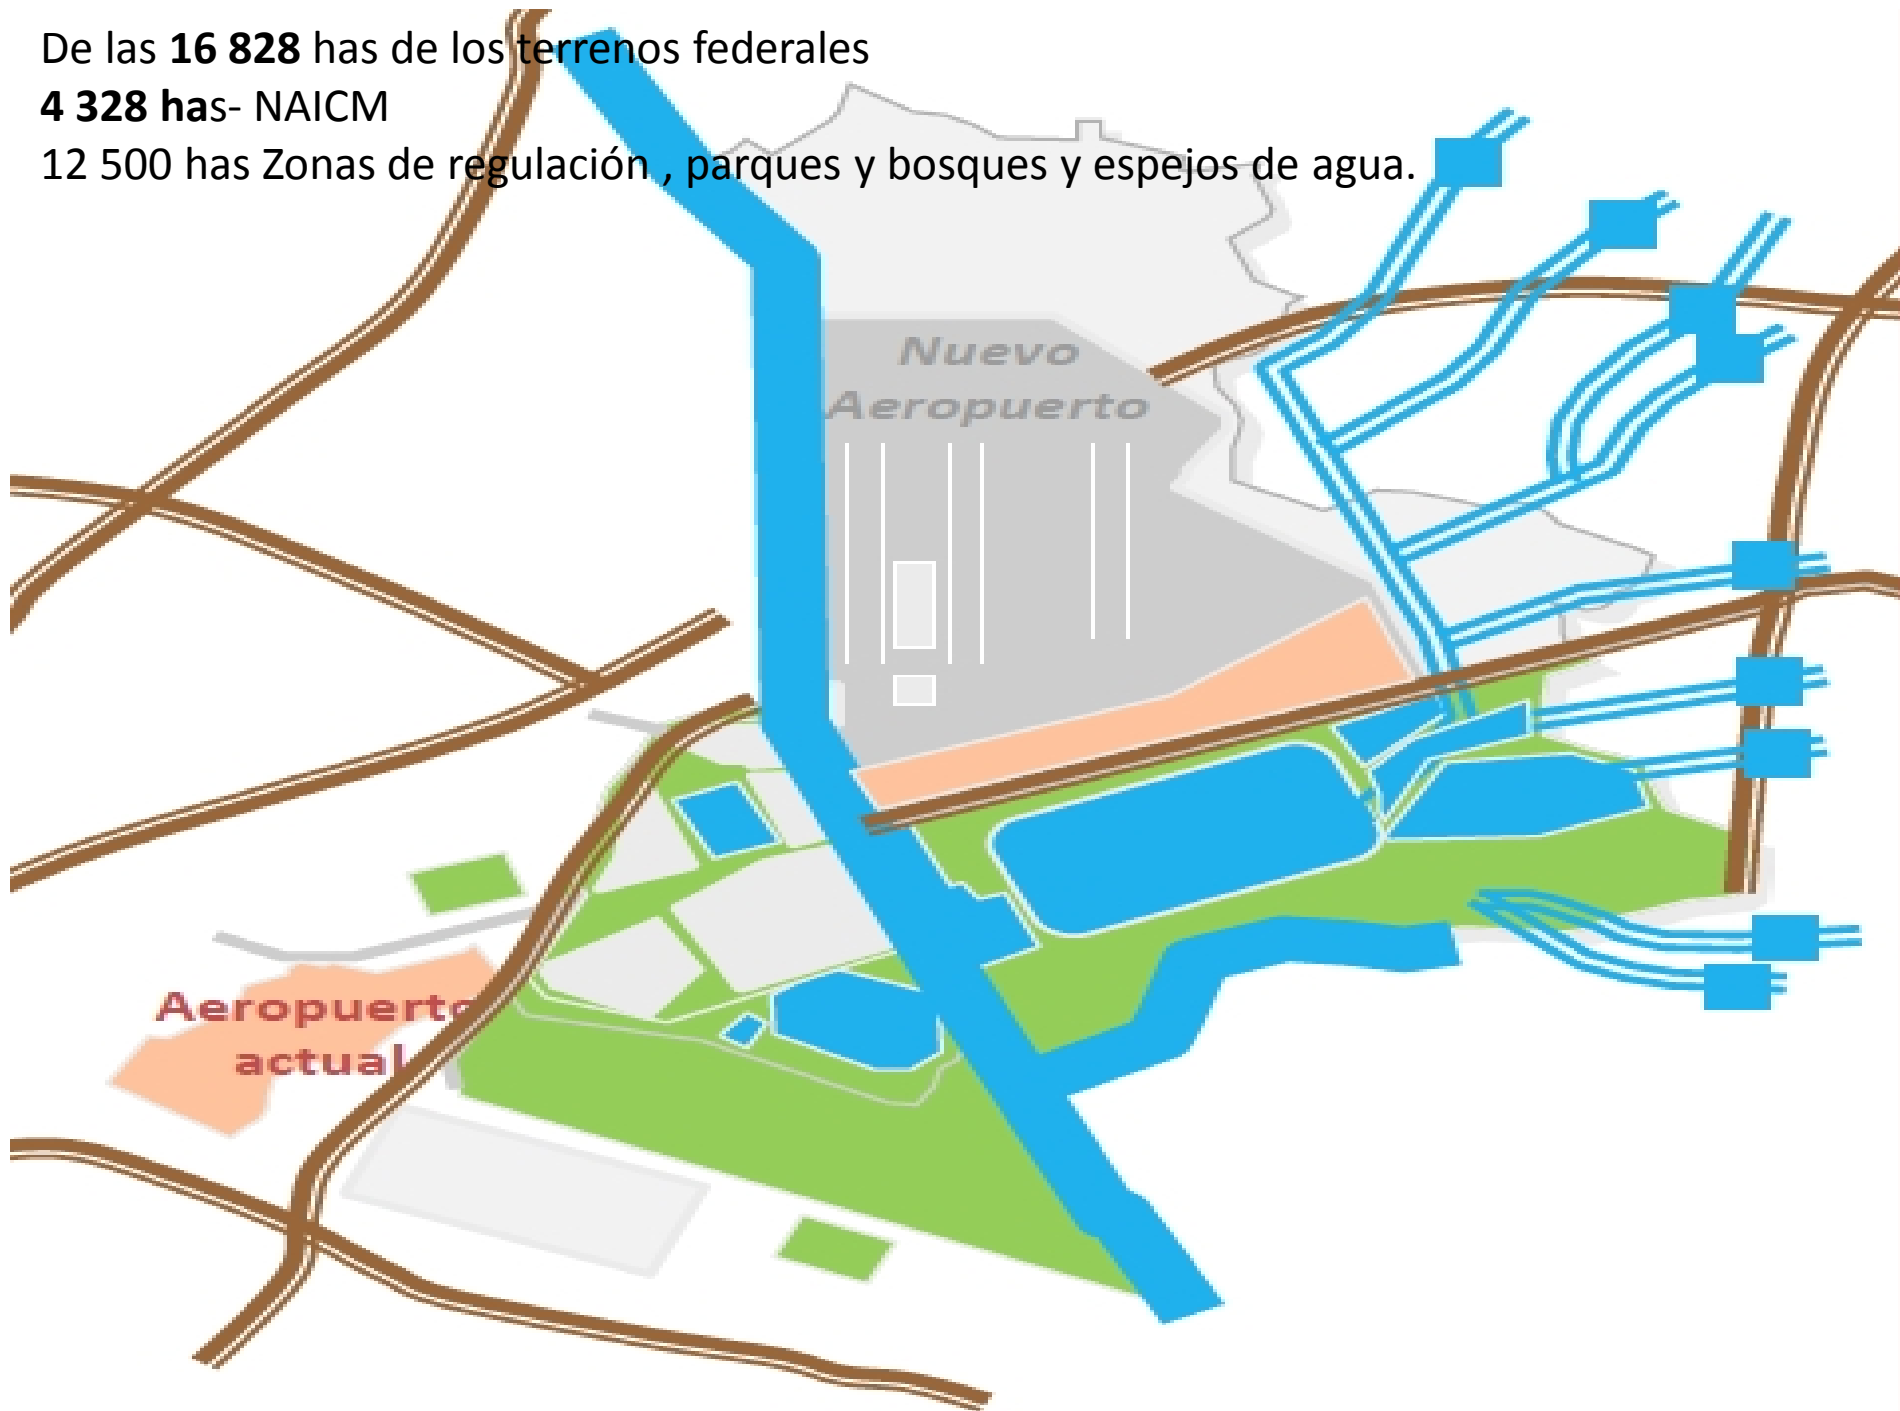 De las 16 828 has de los terrenos federales
4 328 has- NAICM
12 500 has Zonas de regulación , parques y bosques y espejos de agua.
Nuevo
Aeropuerto
Aeropuerto
actual